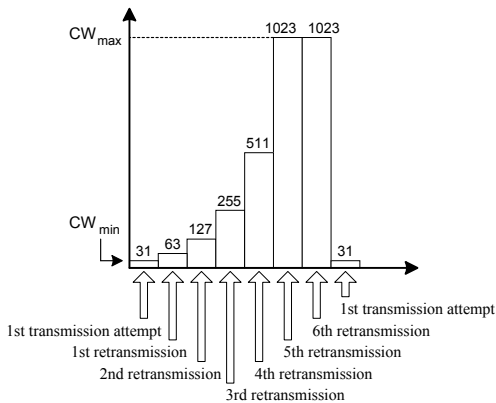 CWmax
1023 1023
511
255
127
63
31
31
CWmin
1st transmission attempt
1st transmission attempt
6th retransmission
1st retransmission
5th retransmission
2nd retransmission
4th retransmission
3rd retransmission